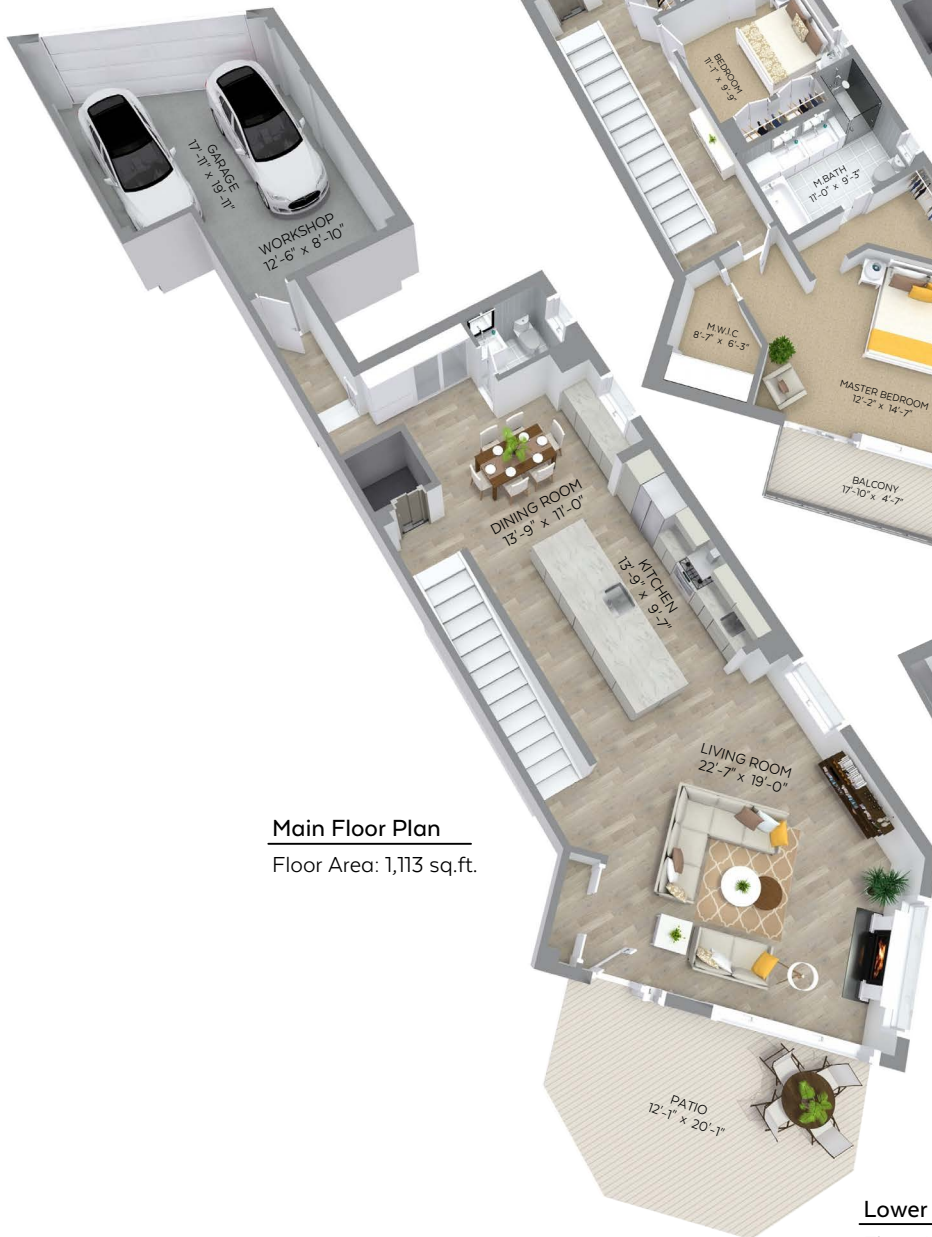 BEDROOM
11'-1" x 9'-9"
GARAGE
17'-11" x 19'-11"
M.BATH
11'-0" x 9'-3"
WORKSHOP
12'-6" x 8'-10"
M.W.I.C
8'-7" x 6'-3"
MASTER BEDROOM
12'-2" x 14'-7"
BALCONY
17'-10" x 4'-7"
DINING ROOM
13'-9" x 11'-0"
KITCHEN
13'-9" x 9'-7"
LIVING ROOM
22'-7" x 19'-0"
Main Floor Plan
Floor Area: 1,113 sq.ft.
PATIO
12'-1" x 20'-1"
Lower